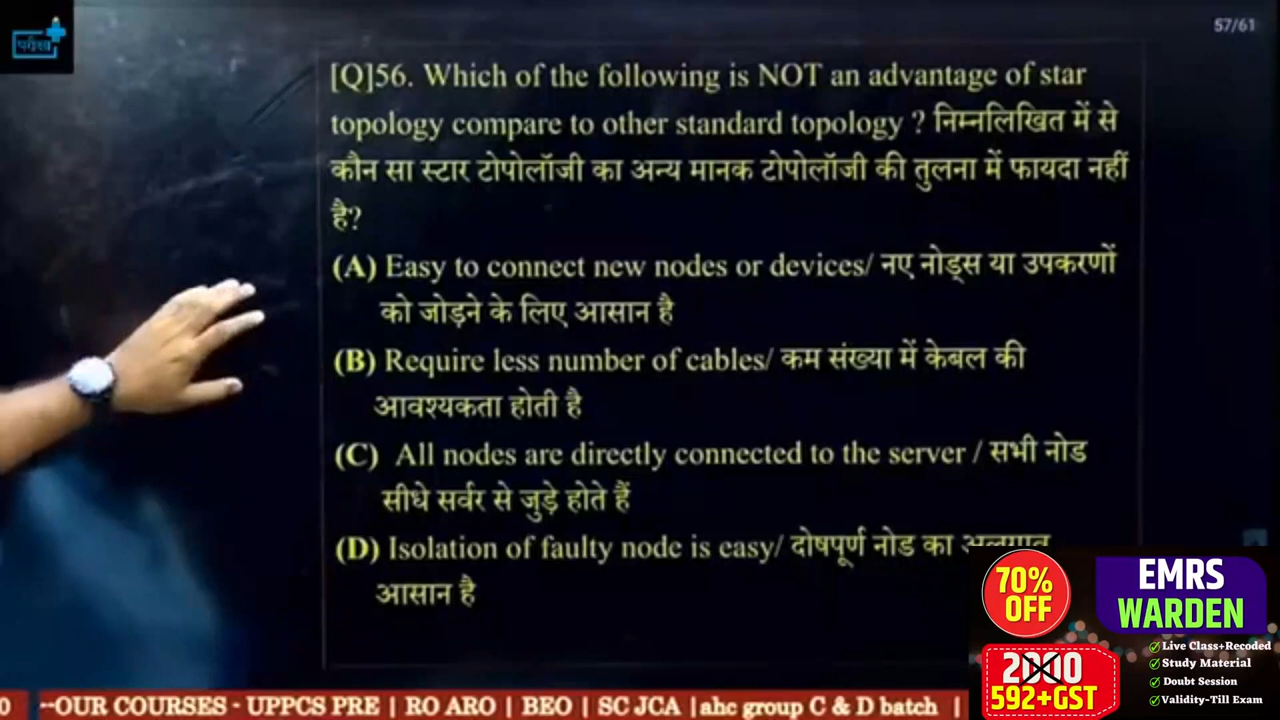 57/61
[Q]56. Which of the following is NOT an advantage of star
topology compare to other standard topology ? निम्नलिखित में से
कौन सा स्टार टोपोलॉजी का अन्य मानक टोपोलॉजी की तुलना में फायदा नहीं
है?
(A) Easy to connect new nodes or devices/ नए नोड्स या उपकरणों
को जोड़ने के लिए आसान है
(B) Require less number of cables/ कम संख्या में केबल की
आवश्यकता होती है
(C) All nodes are directly connected to the server / सभी नोड
सीधे सर्वर से जुड़े होते हैं
(D) Isolation of faulty node is easy/ दोषपूर्ण नोड का
आसान है
70%
OFF
EMRS
WARDEN
2000
592+GST
Live Class+Recoded
Study Material
Doubt Session
Validity-Till Exam
0 --OUR COURSES - UPPCS PRE | RO ARO | BEO | SC JCA |ahc group C & D batch |